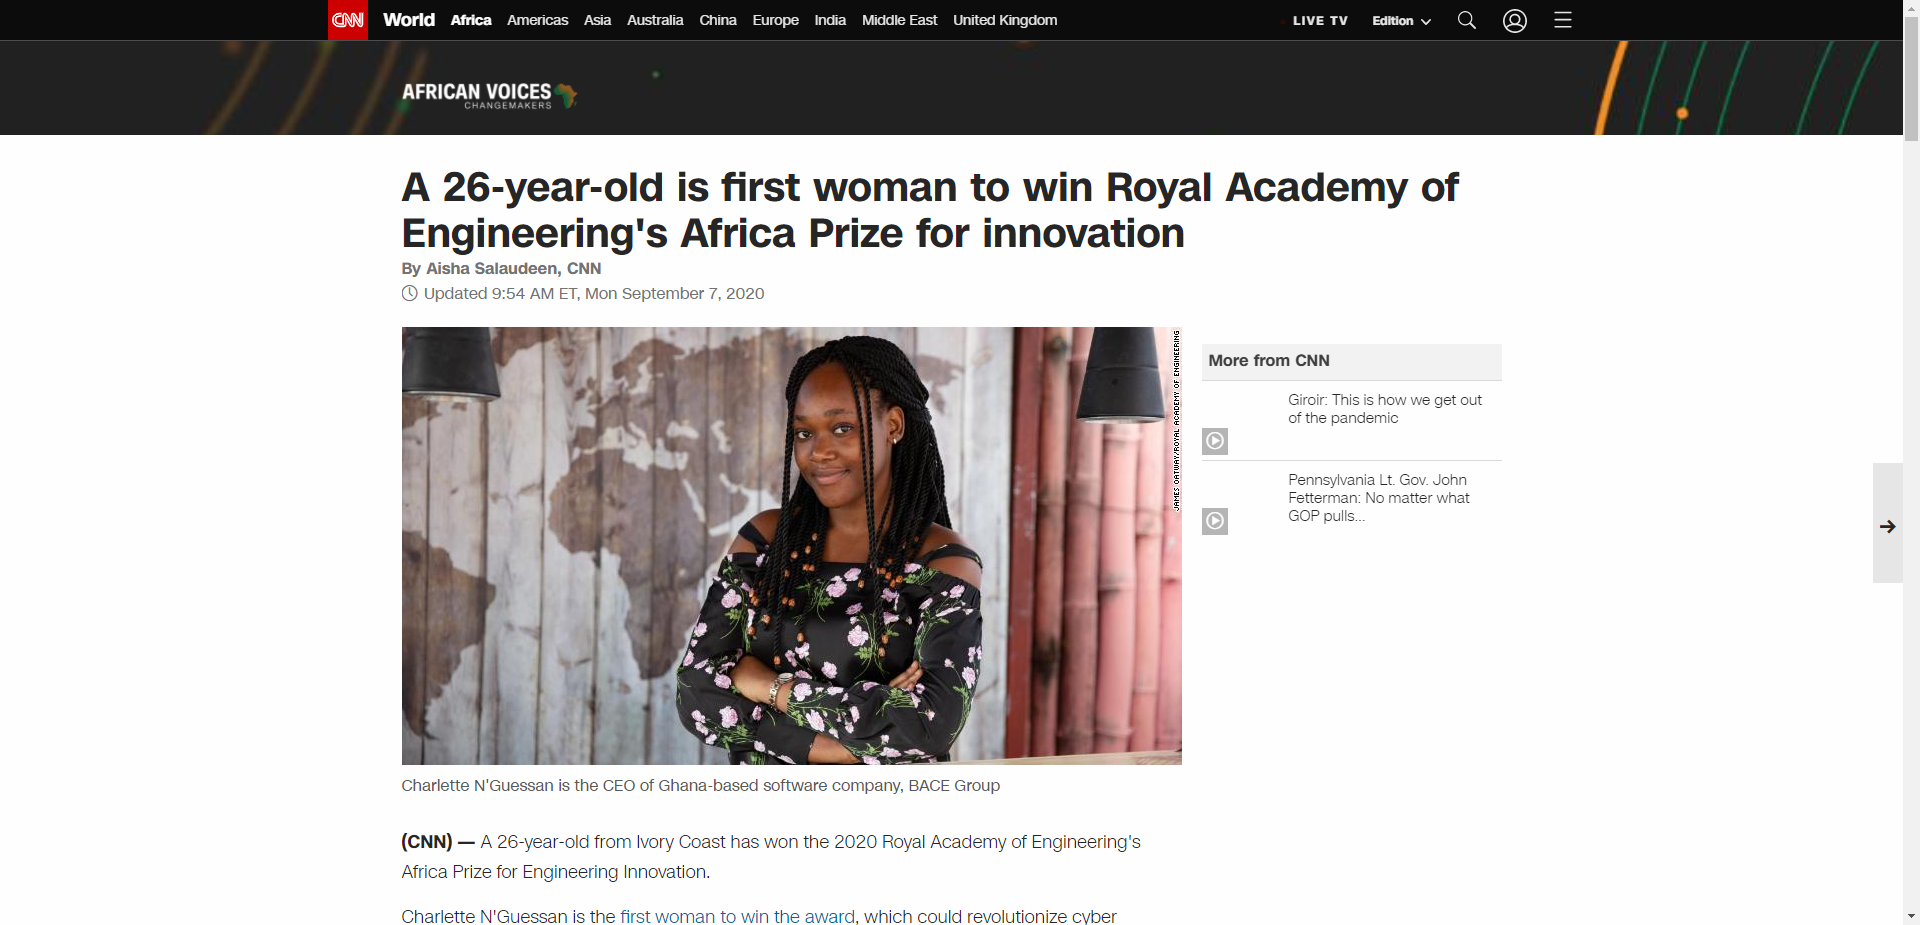 CNN World Africa Americas Asia Australia China Europe India Middle East United Kingdom LIVE TV Edition
AFRICAN VOICES
CHANGEMAKERS
A 26-year-old is first woman to win Royal Academy of
Engineering's Africa Prize for innovation
By Aisha Salaudeen, CNN
Updated 9:54 AM ET, Mon September 7, 2020
JAMES OATWAY/ROYAL ACADEMY OF ENGINEERING
Charlette N'Guessan is the CEO of Ghana-based software company, BACE Group
(CNN) — A 26-year-old from Ivory Coast has won the 2020 Royal Academy of Engineering's
Africa Prize for Engineering Innovation.
Charlette N'Guessan is the first woman to win the award, which could revolutionize cyber
More from CNN
Giroir: This is how we get out
of the pandemic
Pennsylvania Lt. Gov. John
Fetterman: No matter what
GOP pulls...